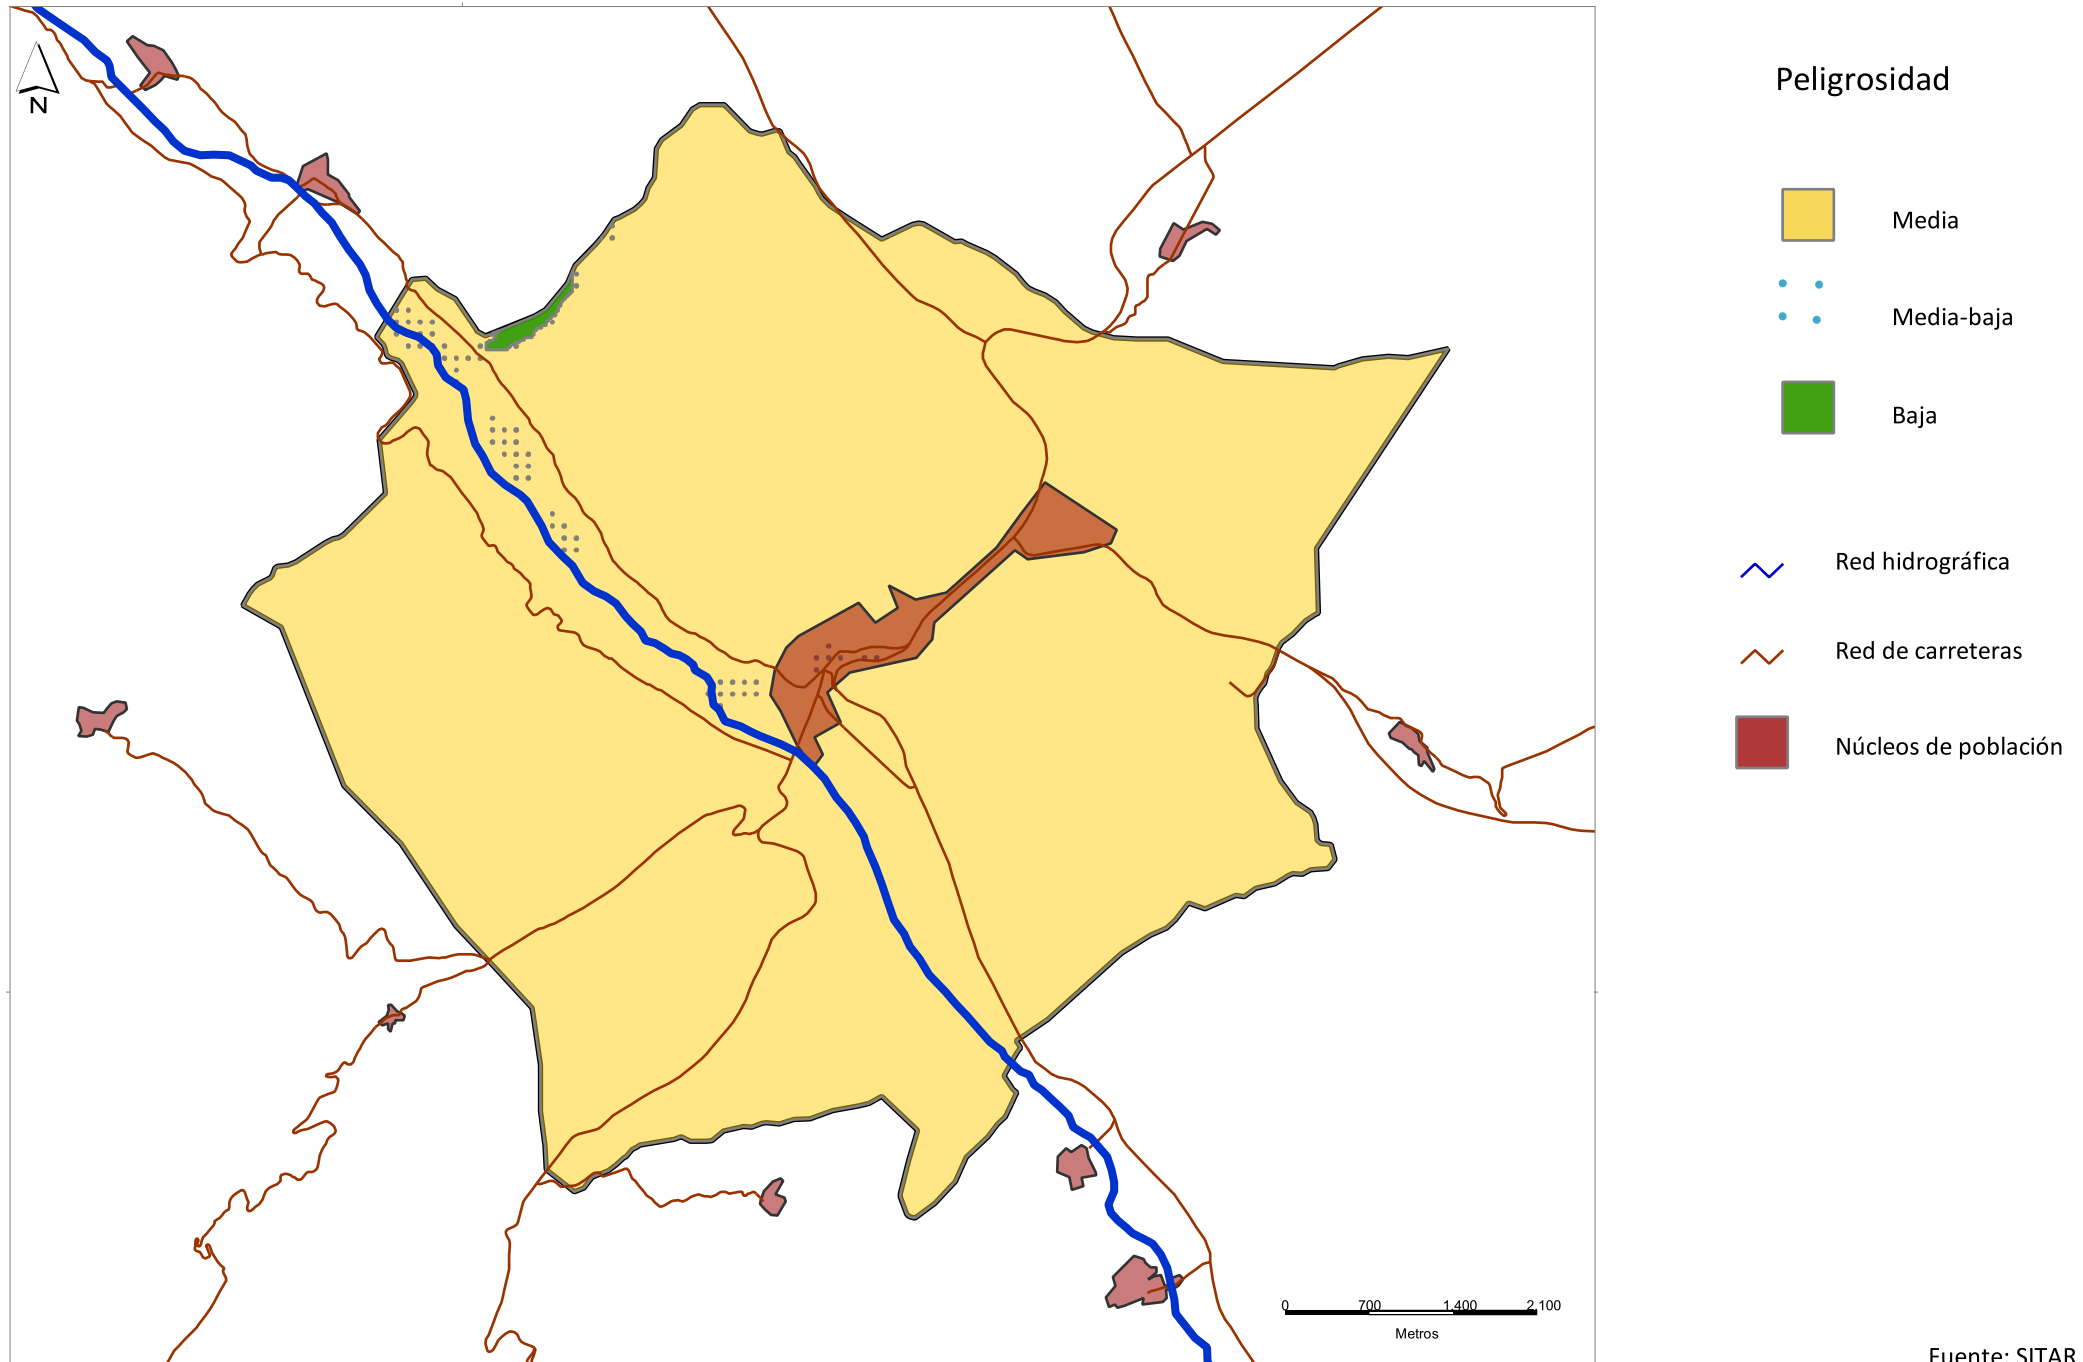 N
Peligrosidad
Media
Media-baja
Baja
Red hidrográfica
Red de carreteras
Núcleos de población
0 700 1.400 2.100
Metros
Fuente: SITAR